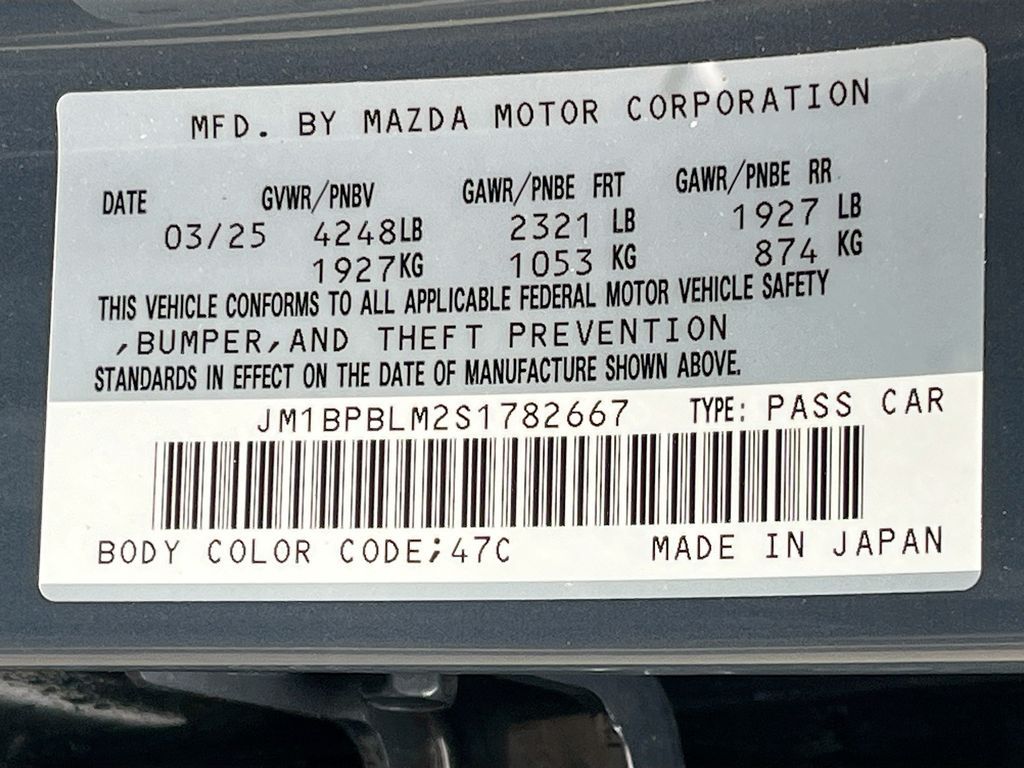 MFD. BY MAZDA MOTOR CORPORATION
DATE GVWR/PNBV GAWR/PNBE FRT GAWR/PNBE RR
03/25 4248LB 2321 LB 1927 LB
1927KG 1053 KG 874 KG
THIS VEHICLE CONFORMS TO ALL APPLICABLE FEDERAL MOTOR VEHICLE SAFETY
,BUMPER,AND THEFT PREVENTION
STANDARDS IN EFFECT ON THE DATE OF MANUFACTURE SHOWN ABOVE.
JM1BPBLM2S1782667 TYPE: PASS CAR
BODY COLOR CODE;47C MADE IN JAPAN